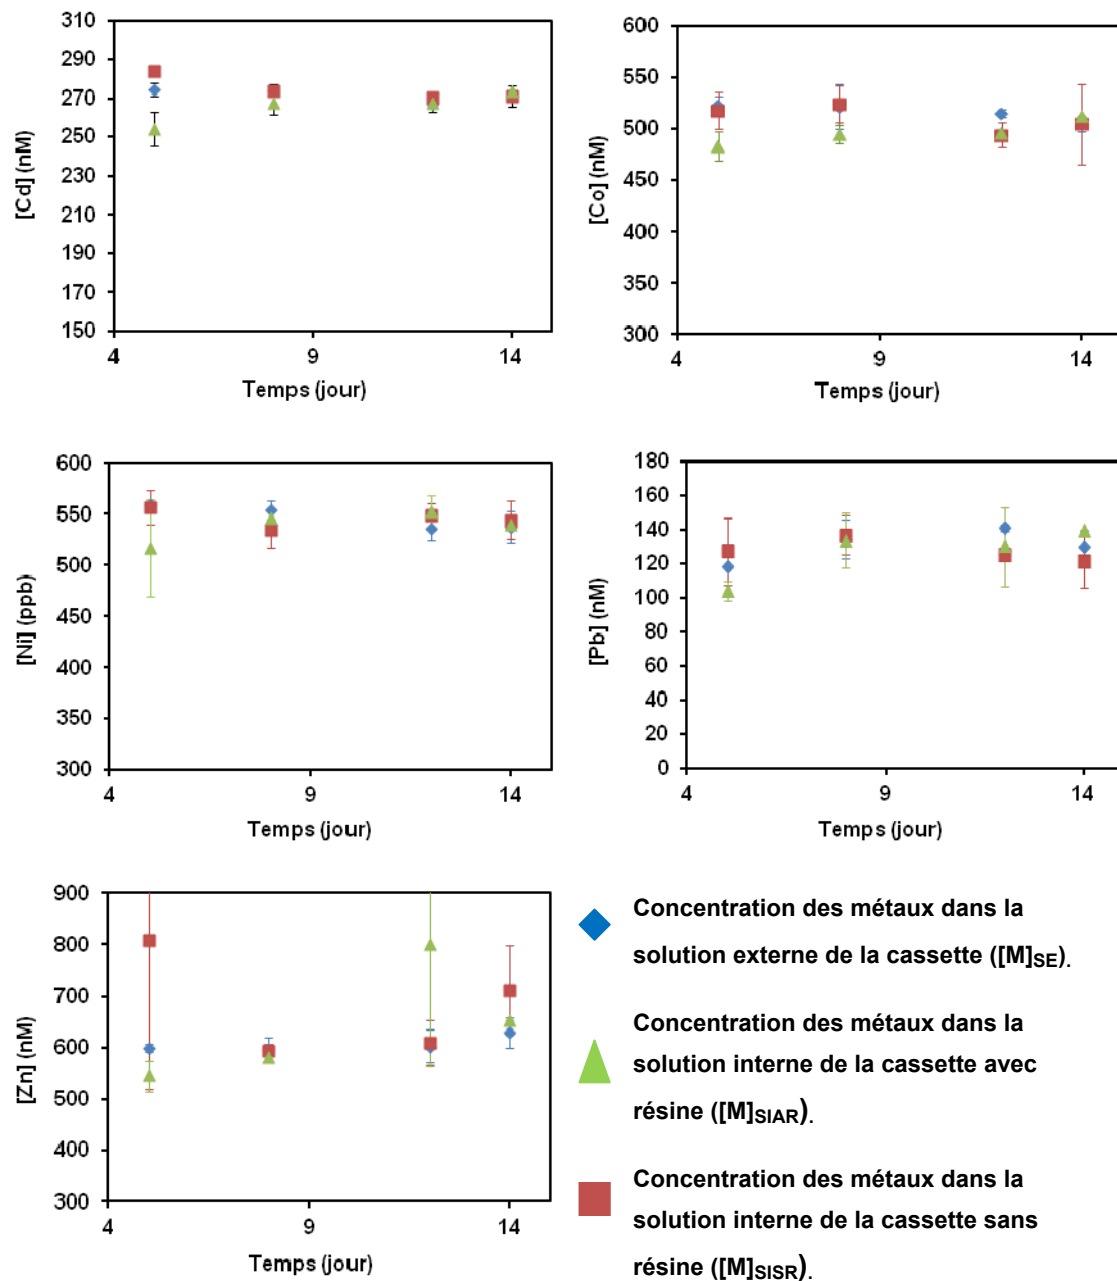 310
290
270
250
230
210
190
170
150
[Cd] (nM)
4 9 14
Temps (jour)
600
550
500
450
400
350
300
[Co] (nM)
4 9 14
Temps (jour)
600
550
500
450
400
350
300
[Ni] (ppb)
4 9 14
Temps (jour)
180
160
140
120
100
80
60
40
20
0
[Pb] (nM)
4 9 14
Temps (jour)
900
800
700
600
500
400
300
[Zn] (nM)
4 9 14
Temps (jour)
Concentration des métaux dans la
solution externe de la cassette ([M]SE).
Concentration des métaux dans la
solution interne de la cassette avec
résine ([M]SIAR).
Concentration des métaux dans la
solution interne de la cassette sans
résine ([M]SISR).